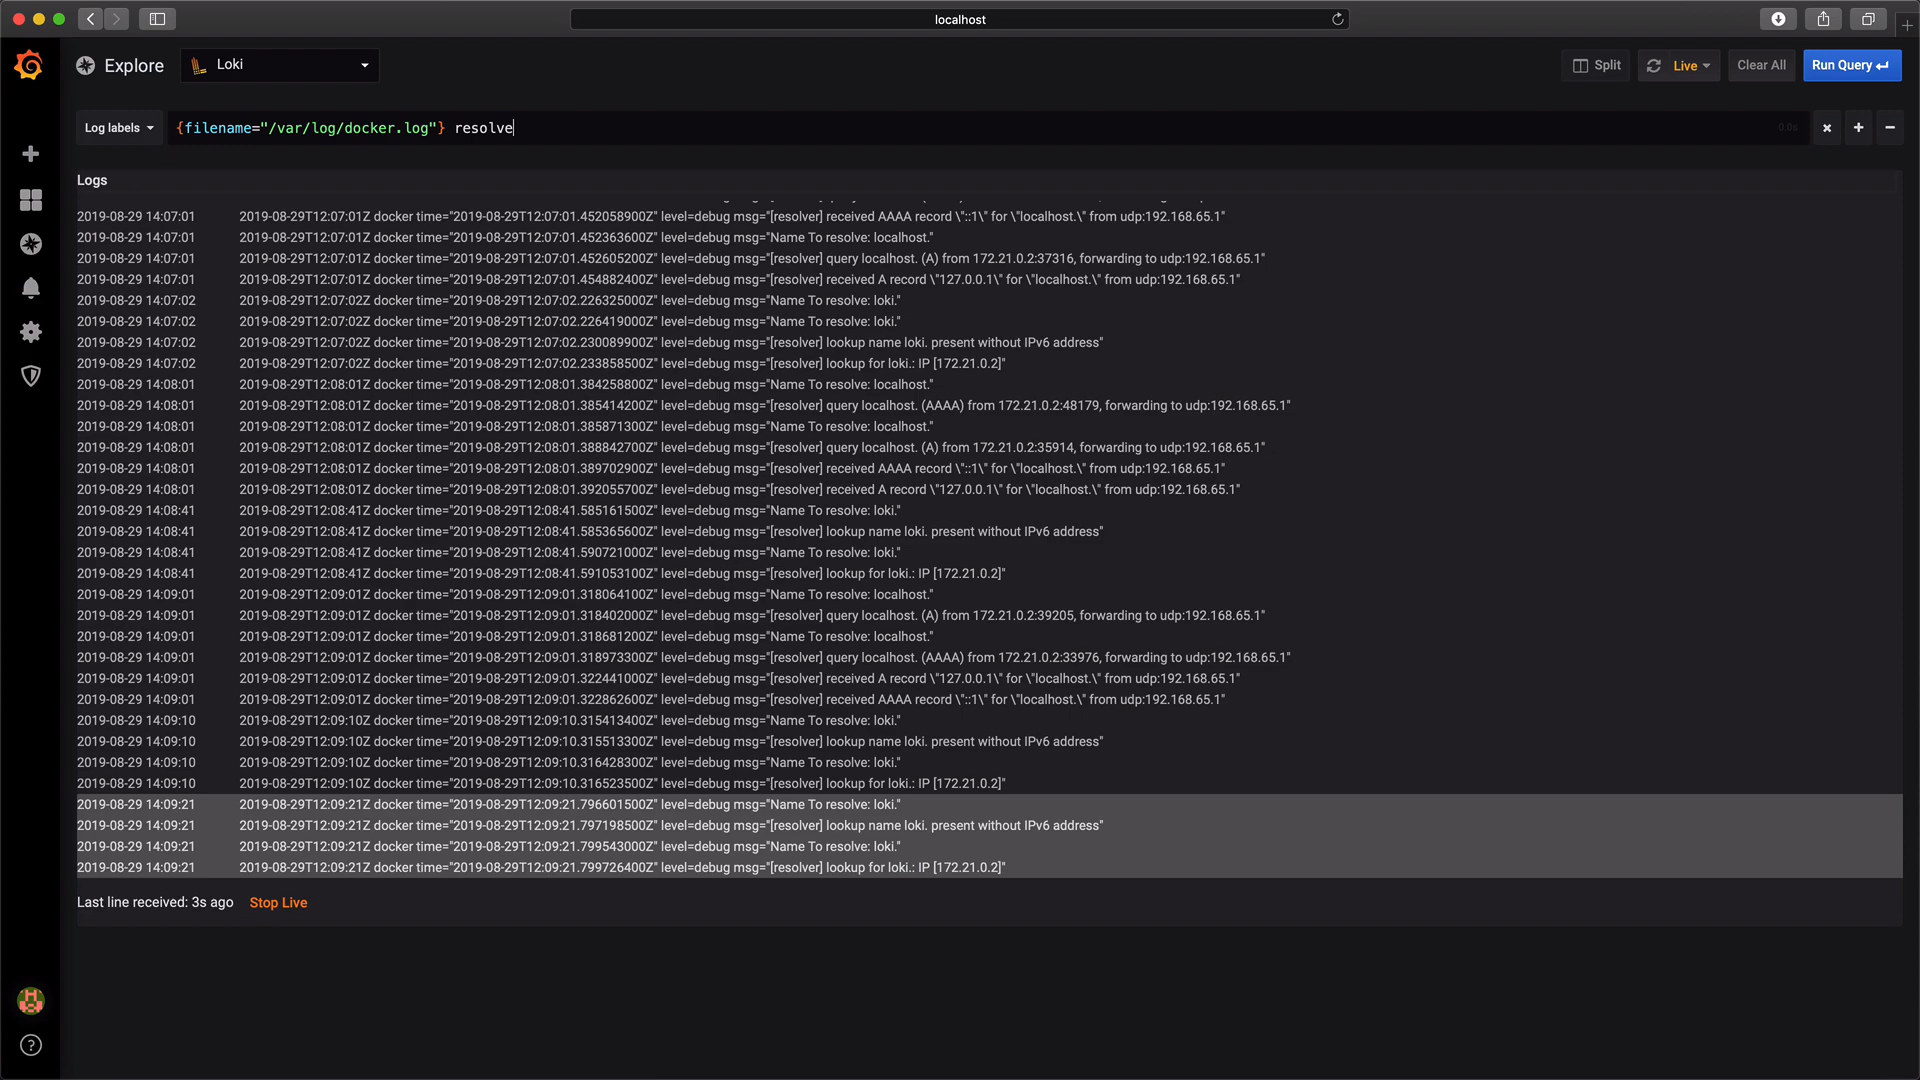 localhost
Explore
Loki
Split
Live
Clear All
Run Query
Log labels
{filename="/var/log/docker.log"} resolve
0.0s
Logs
2019-08-29 14:07:01 2019-08-29T12:07:01Z docker time="2019-08-29T12:07:01.452058900Z" level=debug msg="[resolver] received AAAA record \"::1\" for \"localhost.\" from udp:192.168.65.1"
2019-08-29 14:07:01 2019-08-29T12:07:01Z docker time="2019-08-29T12:07:01.452363600Z" level=debug msg="Name To resolve: localhost."
2019-08-29 14:07:01 2019-08-29T12:07:01Z docker time="2019-08-29T12:07:01.452605200Z" level=debug msg="[resolver] query localhost. (A) from 172.21.0.2:37316, forwarding to udp:192.168.65.1"
2019-08-29 14:07:01 2019-08-29T12:07:01Z docker time="2019-08-29T12:07:01.454882400Z" level=debug msg="[resolver] received A record \"127.0.0.1\" for \"localhost.\" from udp:192.168.65.1"
2019-08-29 14:07:02 2019-08-29T12:07:02Z docker time="2019-08-29T12:07:02.226325000Z" level=debug msg="Name To resolve: loki."
2019-08-29 14:07:02 2019-08-29T12:07:02Z docker time="2019-08-29T12:07:02.226419000Z" level=debug msg="Name To resolve: loki."
2019-08-29 14:07:02 2019-08-29T12:07:02Z docker time="2019-08-29T12:07:02.230089900Z" level=debug msg="[resolver] lookup name loki. present without IPv6 address"
2019-08-29 14:07:02 2019-08-29T12:07:02Z docker time="2019-08-29T12:07:02.233858500Z" level=debug msg="[resolver] lookup for loki.: IP [172.21.0.2]"
2019-08-29 14:08:01 2019-08-29T12:08:01Z docker time="2019-08-29T12:08:01.384258800Z" level=debug msg="Name To resolve: localhost."
2019-08-29 14:08:01 2019-08-29T12:08:01Z docker time="2019-08-29T12:08:01.385414200Z" level=debug msg="[resolver] query localhost. (AAAA) from 172.21.0.2:48179, forwarding to udp:192.168.65.1"
2019-08-29 14:08:01 2019-08-29T12:08:01Z docker time="2019-08-29T12:08:01.385871300Z" level=debug msg="Name To resolve: localhost."
2019-08-29 14:08:01 2019-08-29T12:08:01Z docker time="2019-08-29T12:08:01.388842700Z" level=debug msg="[resolver] query localhost. (A) from 172.21.0.2:35914, forwarding to udp:192.168.65.1"
2019-08-29 14:08:01 2019-08-29T12:08:01Z docker time="2019-08-29T12:08:01.389702900Z" level=debug msg="[resolver] received AAAA record \"::1\" for \"localhost.\" from udp:192.168.65.1"
2019-08-29 14:08:01 2019-08-29T12:08:01Z docker time="2019-08-29T12:08:01.392055700Z" level=debug msg="[resolver] received A record \"127.0.0.1\" for \"localhost.\" from udp:192.168.65.1"
2019-08-29 14:08:41 2019-08-29T12:08:41Z docker time="2019-08-29T12:08:41.585161500Z" level=debug msg="Name To resolve: loki."
2019-08-29 14:08:41 2019-08-29T12:08:41Z docker time="2019-08-29T12:08:41.585365600Z" level=debug msg="[resolver] lookup name loki. present without IPv6 address"
2019-08-29 14:08:41 2019-08-29T12:08:41Z docker time="2019-08-29T12:08:41.590721000Z" level=debug msg="Name To resolve: loki."
2019-08-29 14:08:41 2019-08-29T12:08:41Z docker time="2019-08-29T12:08:41.591053100Z" level=debug msg="[resolver] lookup for loki.: IP [172.21.0.2]"
2019-08-29 14:09:01 2019-08-29T12:09:01Z docker time="2019-08-29T12:09:01.318064100Z" level=debug msg="Name To resolve: localhost."
2019-08-29 14:09:01 2019-08-29T12:09:01Z docker time="2019-08-29T12:09:01.318402000Z" level=debug msg="[resolver] query localhost. (A) from 172.21.0.2:39205, forwarding to udp:192.168.65.1"
2019-08-29 14:09:01 2019-08-29T12:09:01Z docker time="2019-08-29T12:09:01.318681200Z" level=debug msg="Name To resolve: localhost."
2019-08-29 14:09:01 2019-08-29T12:09:01Z docker time="2019-08-29T12:09:01.318973300Z" level=debug msg="[resolver] query localhost. (AAAA) from 172.21.0.2:33976, forwarding to udp:192.168.65.1"
2019-08-29 14:09:01 2019-08-29T12:09:01Z docker time="2019-08-29T12:09:01.322441000Z" level=debug msg="[resolver] received A record \"127.0.0.1\" for \"localhost.\" from udp:192.168.65.1"
2019-08-29 14:09:01 2019-08-29T12:09:01Z docker time="2019-08-29T12:09:01.322862600Z" level=debug msg="[resolver] received AAAA record \"::1\" for \"localhost.\" from udp:192.168.65.1"
2019-08-29 14:09:10 2019-08-29T12:09:10Z docker time="2019-08-29T12:09:10.315413400Z" level=debug msg="Name To resolve: loki."
2019-08-29 14:09:10 2019-08-29T12:09:10Z docker time="2019-08-29T12:09:10.315513300Z" level=debug msg="[resolver] lookup name loki. present without IPv6 address"
2019-08-29 14:09:10 2019-08-29T12:09:10Z docker time="2019-08-29T12:09:10.316428300Z" level=debug msg="Name To resolve: loki."
2019-08-29 14:09:10 2019-08-29T12:09:10Z docker time="2019-08-29T12:09:10.316523500Z" level=debug msg="[resolver] lookup for loki.: IP [172.21.0.2]"
2019-08-29 14:09:21 2019-08-29T12:09:21Z docker time="2019-08-29T12:09:21.796601500Z" level=debug msg="Name To resolve: loki."
2019-08-29 14:09:21 2019-08-29T12:09:21Z docker time="2019-08-29T12:09:21.797198500Z" level=debug msg="[resolver] lookup name loki. present without IPv6 address"
2019-08-29 14:09:21 2019-08-29T12:09:21Z docker time="2019-08-29T12:09:21.799543000Z" level=debug msg="Name To resolve: loki."
2019-08-29 14:09:21 2019-08-29T12:09:21Z docker time="2019-08-29T12:09:21.799726400Z" level=debug msg="[resolver] lookup for loki.: IP [172.21.0.2]"
Last line received: 3s ago Stop Live